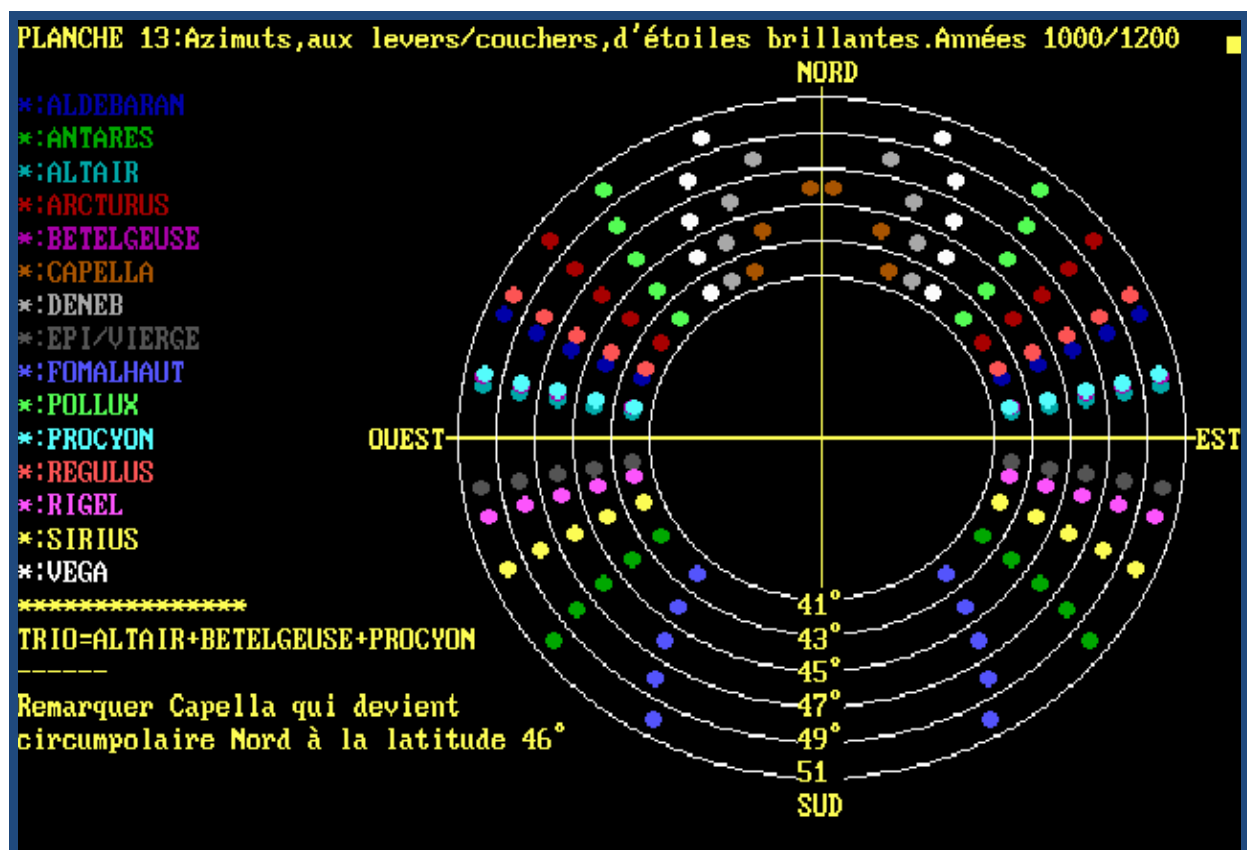 PLANCHE 13:Azimuts,aux levers/couchers,d'étoiles brillantes.Années 1000/1200
NORD
*:ALDEBARAN
*:ANTARES
*:ALTAIR
*:ARCTURUS
*:BETELGEUSE
*:CAPELLA
*:DENEB
*:EPI/VIERGE
*:FOMALHAUT
*:POLLUX
*:PROCYON
OUEST
EST
*:REGULUS
*:RIGEL
*:SIRIUS
*:VEGA
***************
41°
43°
TRIO=ALTAIR+BETELGEUSE+PROCYON
------
45°
47°
Remarquer Capella qui devient
circumpolaire Nord à la latitude 46°
49°
51
SUD